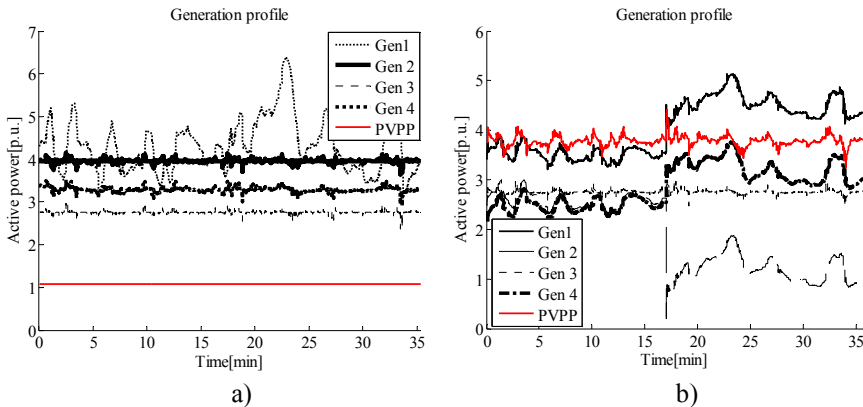 Generation profile
Active power[p.u.]
7
6
5
4
3
2
1
0
0 5 10 15 20 25 30 35
Time[min]
Gen1
Gen 2
Gen 3
Gen 4
PVPP
a)
Generation profile
Active power[p.u.]
6
5
4
3
2
1
0
0 5 10 15 20 25 30 35
Time[min]
Gen1
Gen 2
Gen 3
Gen 4
PVPP
b)